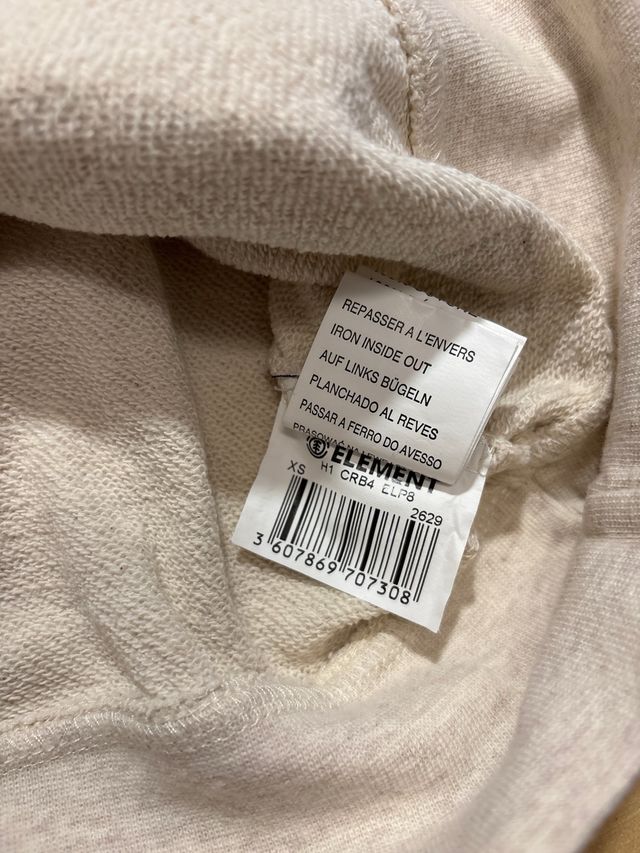 REPASSER A L'ENVERS
IRON INSIDE OUT
AUF LINKS BÜGELN
PLANCHADO AL REVES
PASSAR A FERRO DO AVESSO
ELEMENT
XS H1 CRB4 ELP8
2629
3 607869 707308